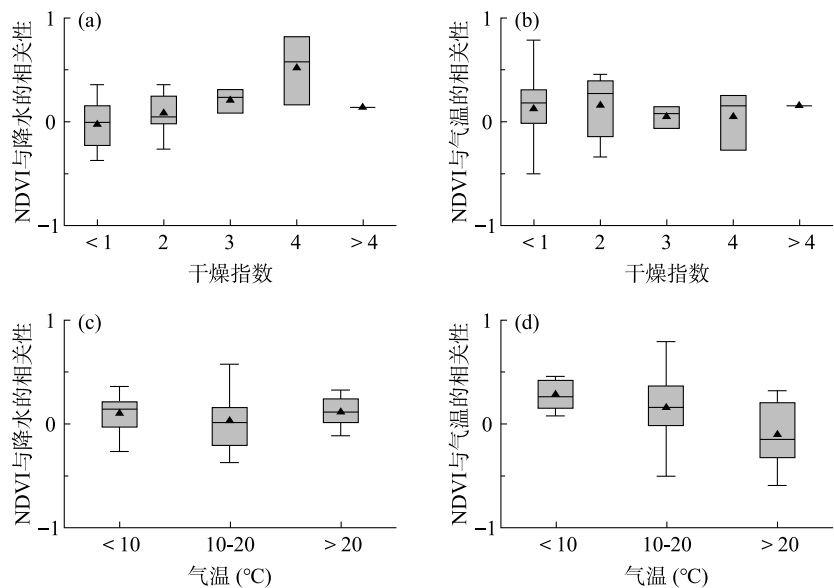 (a)
NDVI与降水的相关性
1
0
−1
< 1 2 3 4 > 4
干燥指数
(b)
NDVI与气温的相关性
1
0
−1
< 1 2 3 4 > 4
干燥指数
(c)
NDVI与降水的相关性
1
0
−1
< 10 10-20 > 20
气温 (℃)
(d)
NDVI与气温的相关性
1
0
−1
< 10 10-20 > 20
气温 (℃)